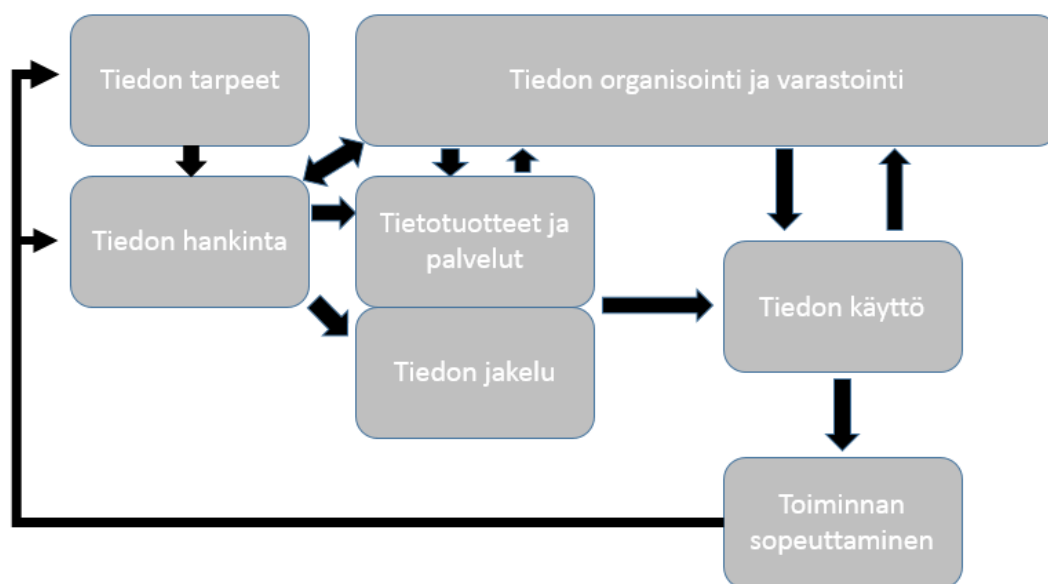 Tiedon tarpeet
Tiedon organisointi ja varastointi
Tiedon hankinta
Tietotuotteet ja
palvelut
Tiedon käyttö
Tiedon jakelu
Toiminnan
sopeuttaminen